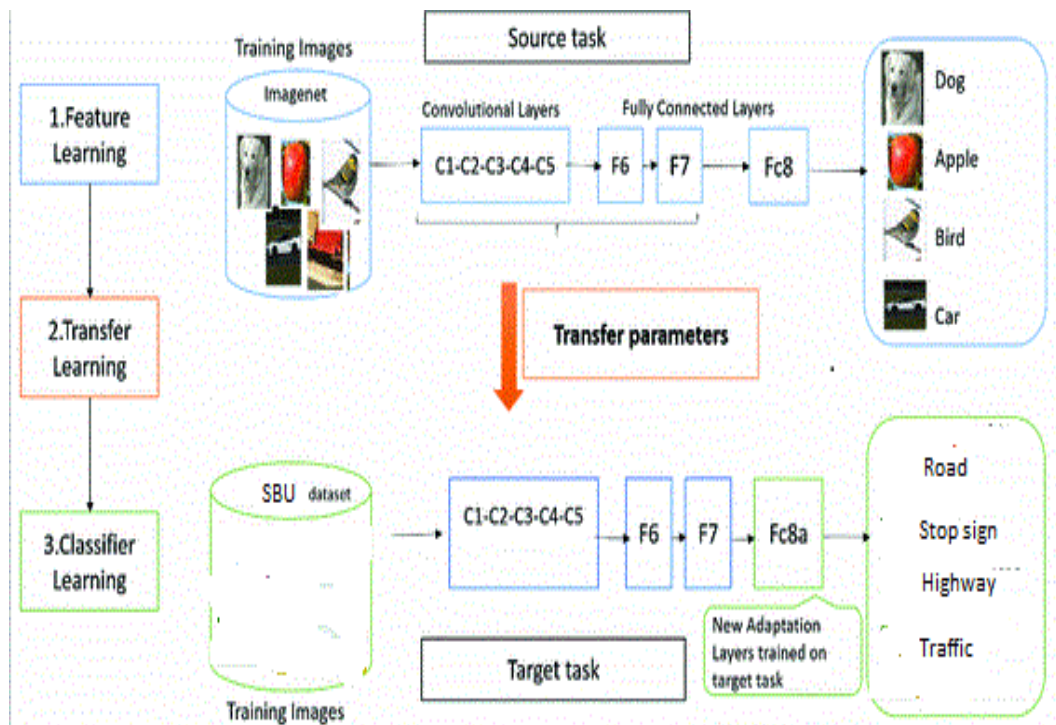 Source task
Training Images
Imagenet
1.Feature
Learning
Convolutional Layers
Fully Connected Layers
C1-C2-C3-C4-C5
F6
F7
Fc8
Dog
Apple
Bird
Car
2.Transfer
Learning
Transfer parameters
3.Classifier
Learning
SBU dataset
C1-C2-C3-C4-C5
F6
F7
Fc8a
Road
Stop sign
Highway
Traffic
New Adaptation
Layers trained on
target task
Target task
Training Images